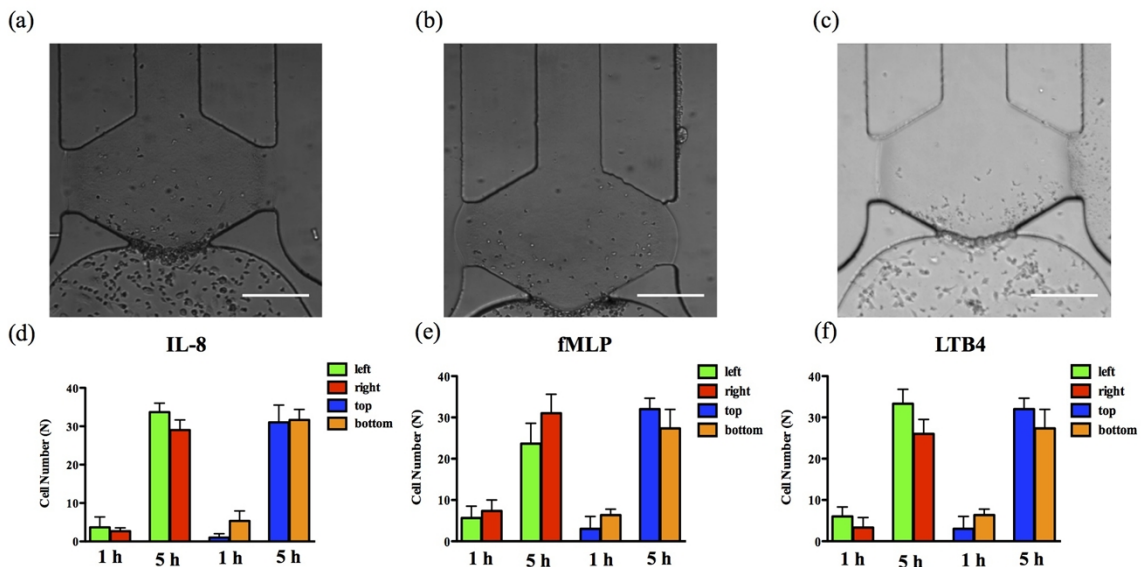 (a)
(b)
(c)
(d)
IL-8
left
right
top
bottom
40
30
20
10
0
Cell Number (N)
1 h
5 h
1 h
5 h
(e)
fMLP
left
right
top
bottom
40
30
20
10
0
Cell Number (N)
1 h
5 h
1 h
5 h
(f)
LTB4
left
right
top
bottom
40
30
20
10
0
Cell Number (N)
1 h
5 h
1 h
5 h